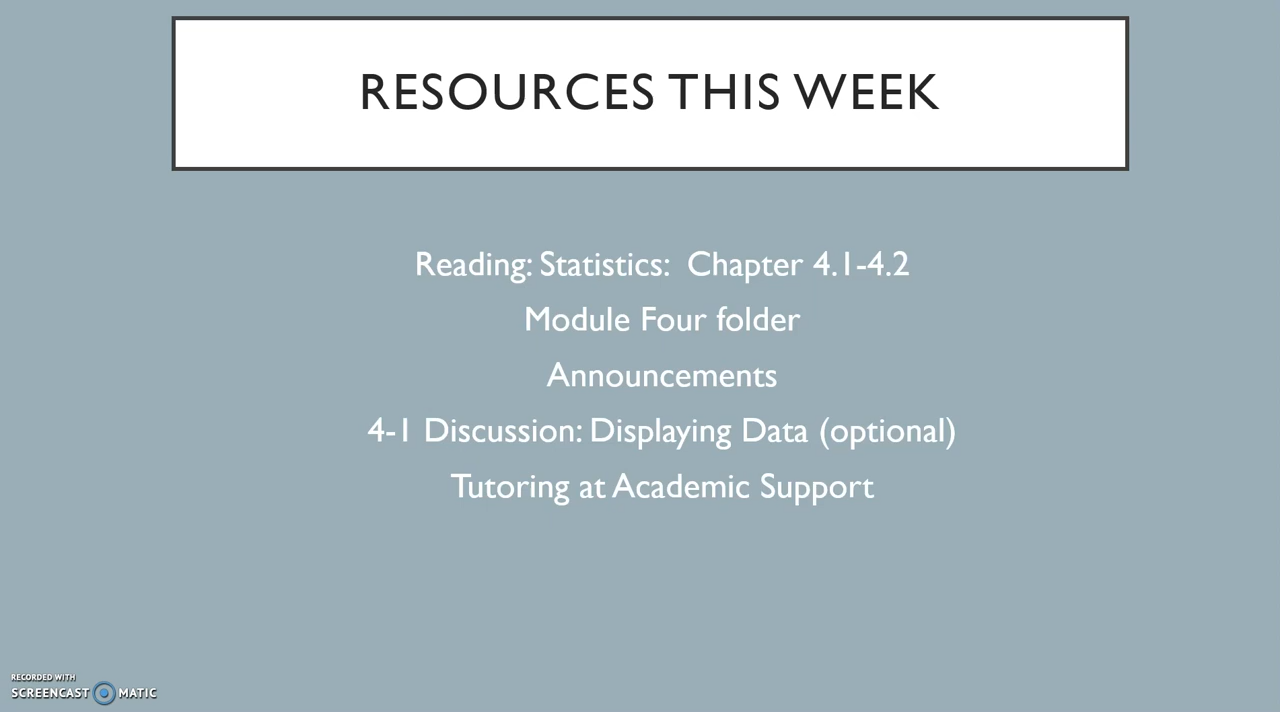 RESOURCES THIS WEEK
Reading: Statistics:  Chapter 4.1-4.2
Module Four folder
Announcements
4-1 Discussion: Displaying Data (optional)
Tutoring at Academic Support
RECORDED WITH
SCREENCAST MATIC